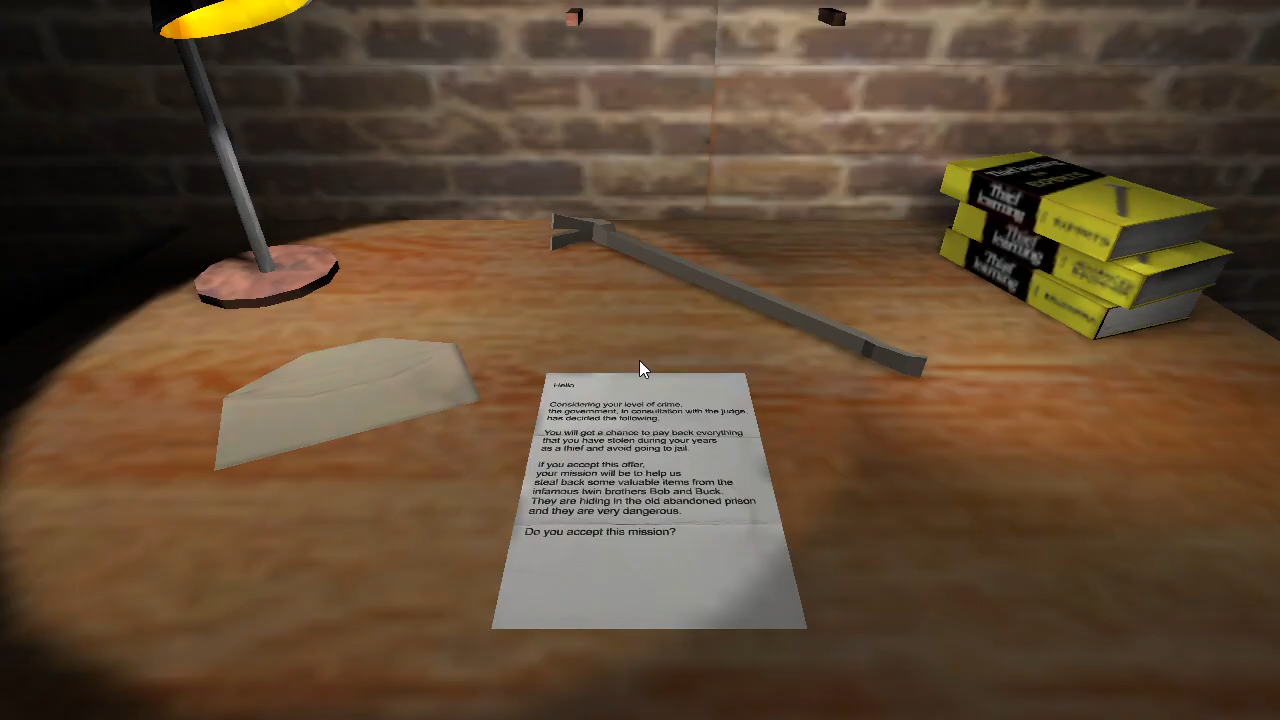 Thief learning
EXPERTS
Thief
learning
EXPERTS
Thief
learning
Thief
learning
Hello
Considering your level of crime,
the government, in consultation with the judge,
has decided the following.
You will get a chance to pay back everything
that you have stolen during your years
as a thief and avoid going to jail.
If you accept this offer,
your mission will be to help us
steal back some valuable items from the
infamous twin brothers Bob and Buck.
They are hiding in the old abandoned prison
and they are very dangerous.
Do you accept this mission?